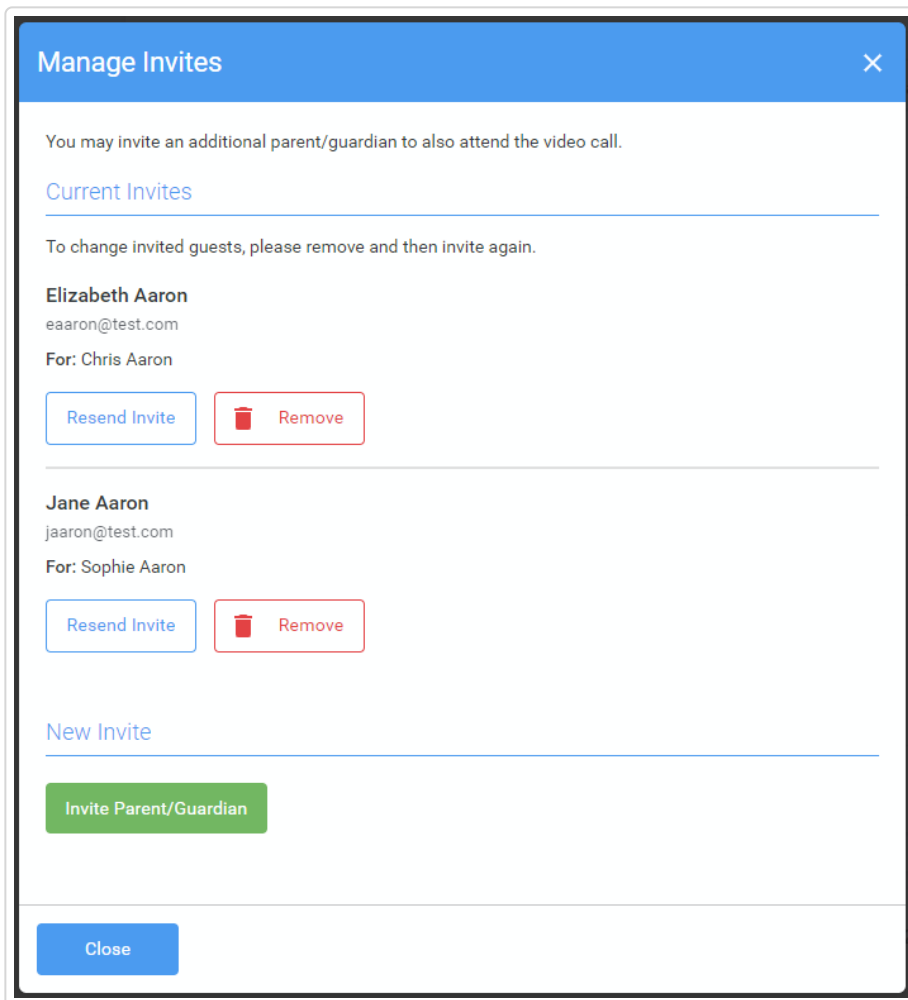 Manage Invites
You may invite an additional parent/guardian to also attend the video call.
Current Invites
To change invited guests, please remove and then invite again.
Elizabeth Aaron
eaaron@test.com
For: Chris Aaron
Resend Invite Remove
Jane Aaron
jaaron@test.com
For: Sophie Aaron
Resend Invite Remove
New Invite
Invite Parent/Guardian
Close